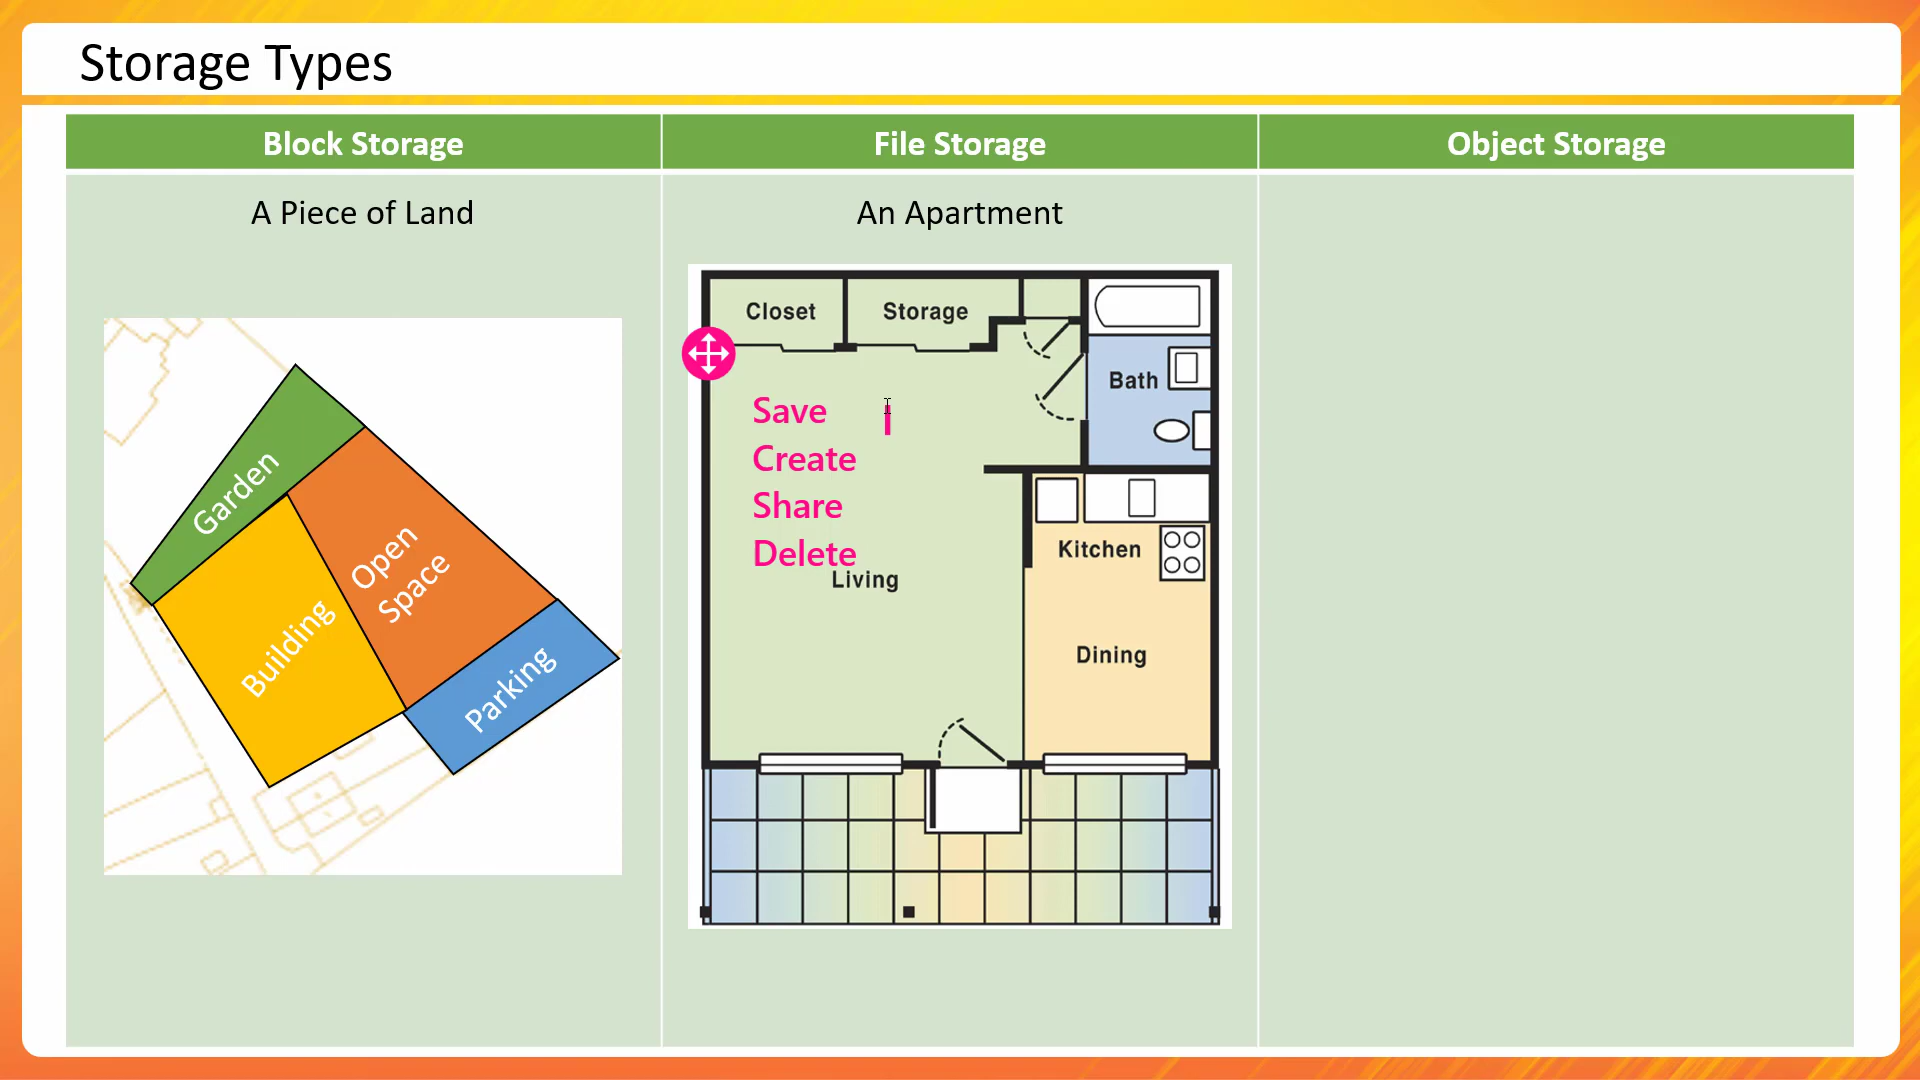 Storage Types
Block Storage
File Storage
Object Storage
A Piece of Land
An Apartment
Garden
Building
Open
Space
Parking
Closet
Storage
Bath
Save
Create
Share
Delete
Living
Kitchen
Dining